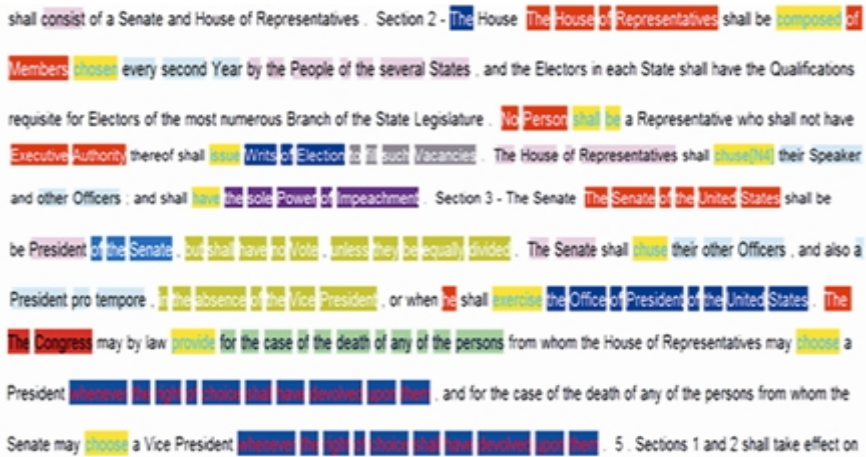 shall consist of a Senate and House of Representatives . Section 2 - The House The House of Representatives shall be composed of
Members chosen every second Year by the People of the several States , and the Electors in each State shall have the Qualifications
requisite for Electors of the most numerous Branch of the State Legislature . No Person shall be a Representative who shall not have
Executive Authority thereof shall issue Writs of Election to fill such Vacancies . The House of Representatives shall chuse[N4] their Speaker
and other Officers ; and shall have the sole Power of Impeachment . Section 3 - The Senate The Senate of the United States shall be
be President of the Senate , but shall have no Vote , unless they be equally divided . The Senate shall chuse their other Officers , and also a
President pro tempore , in the absence of the Vice President , or when he shall exercise the Office of President of the United States . The
The Congress may by law provide for the case of the death of any of the persons from whom the House of Representatives may choose a
President whenever the right of choice shall have devolved upon them , and for the case of the death of any of the persons from whom the
Senate may choose a Vice President whenever the right of choice shall have devolved upon them . 5 . Sections 1 and 2 shall take effect on